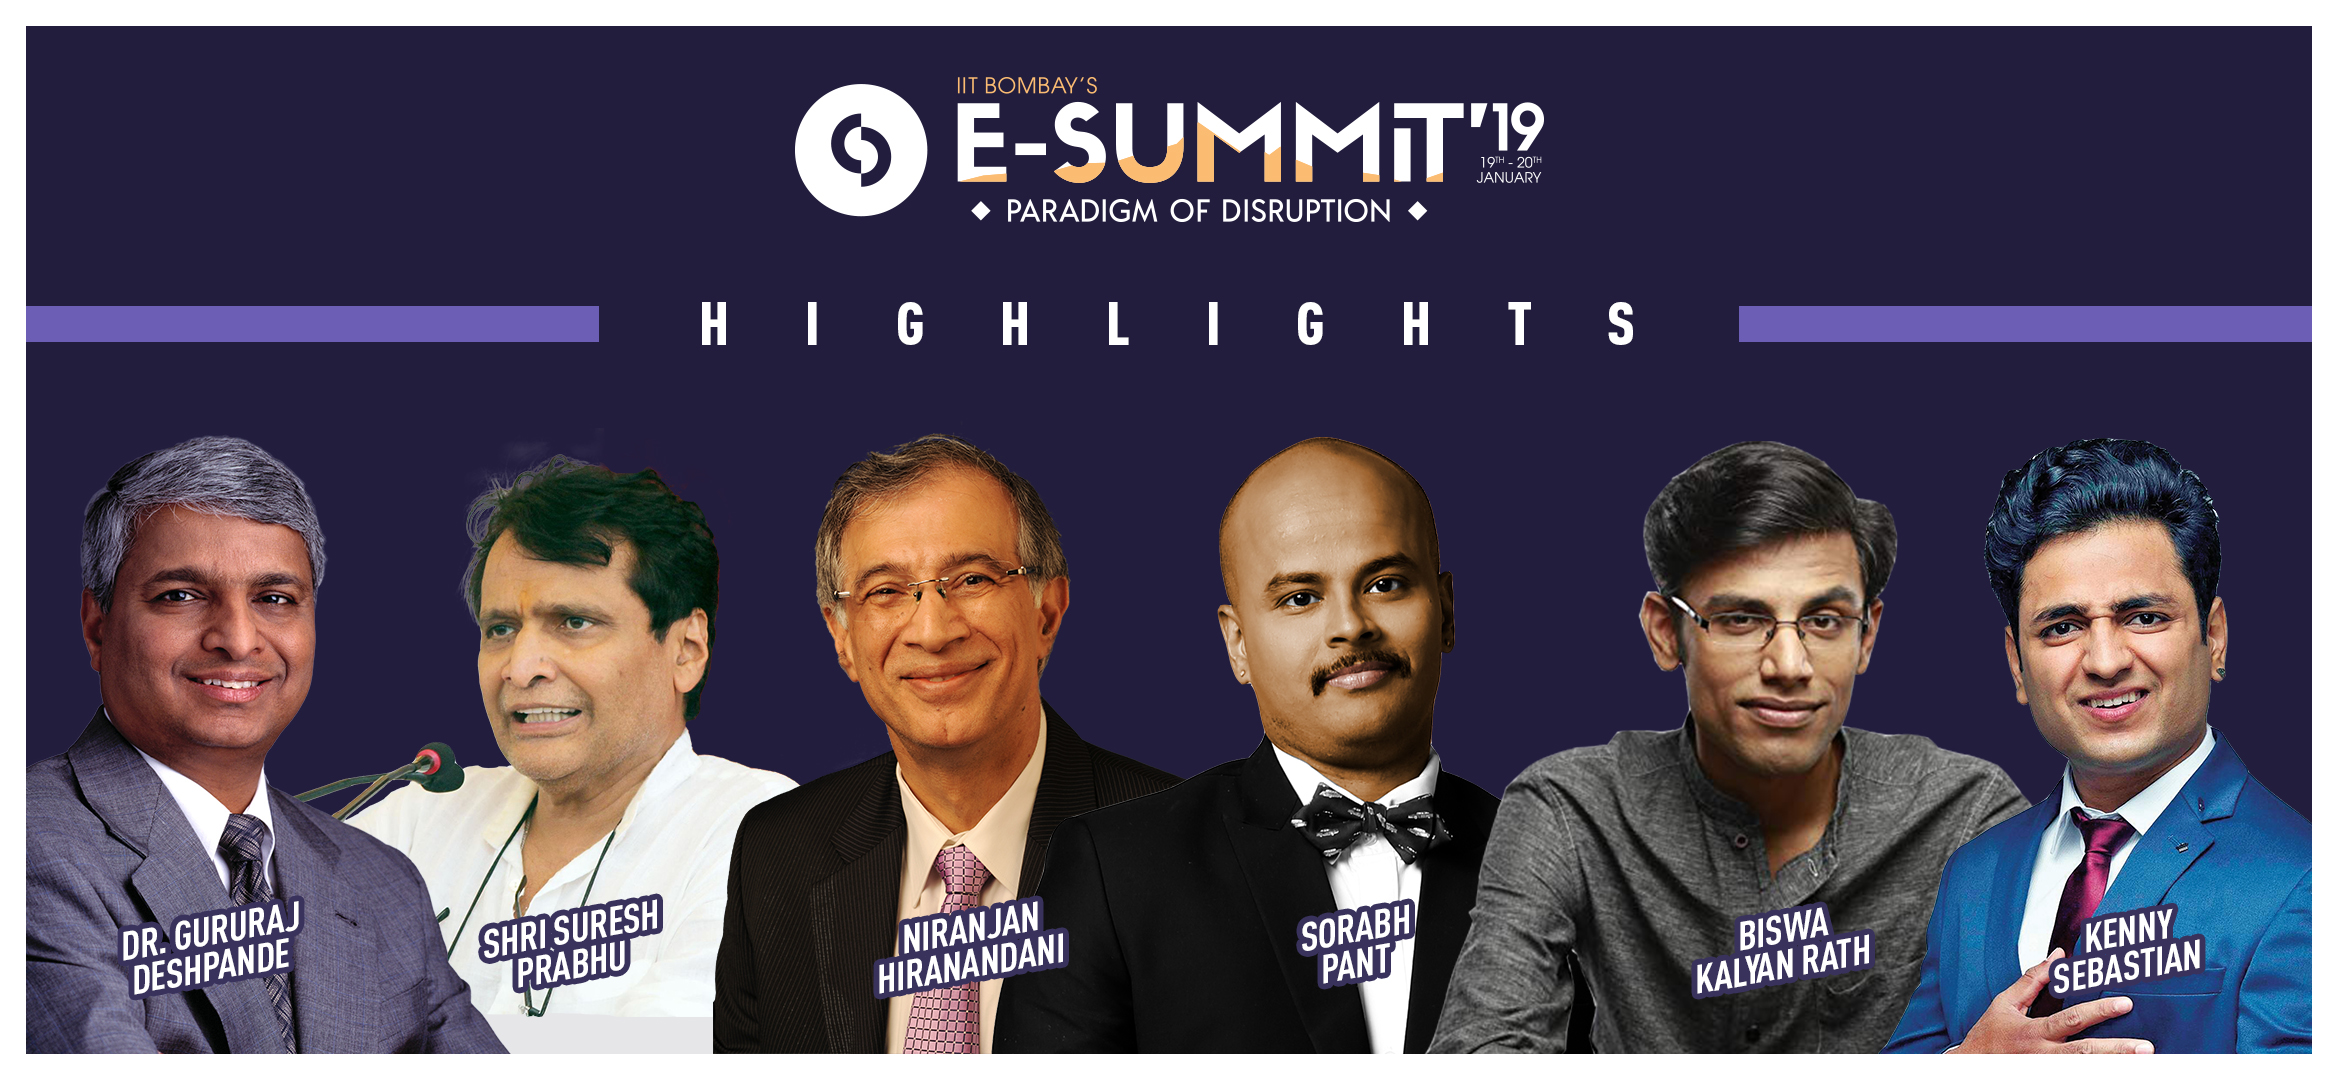 IIT BOMBAY'S
E-SUMMiT'19
19TH - 20TH
JANUARY
PARADIGM OF DISRUPTION
HIGHLIGHTS
DR. GURURAJ
DESHPANDE
SHRI SURESH
PRABHU
NIRANJAN
HIRANANDANI
SORABH
PANT
BISWA
KALYAN RATH
KENNY
SEBASTIAN